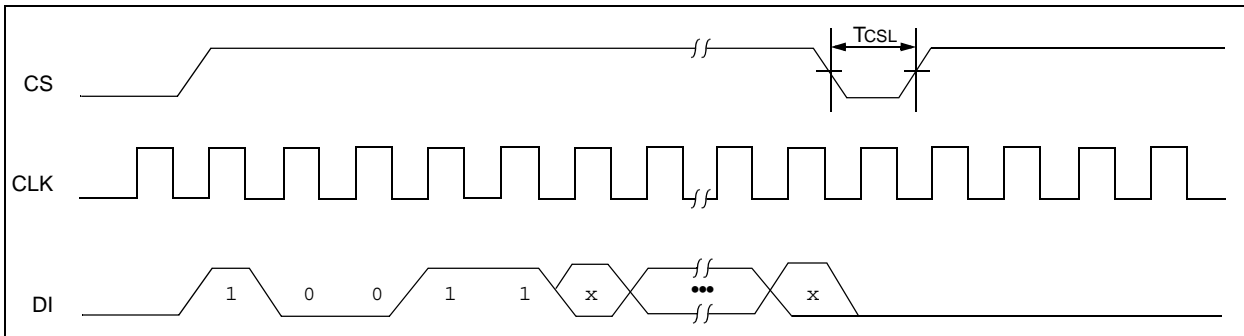 TCSL
CS
CLK
DI 1 0 0 1 1 x ••• x